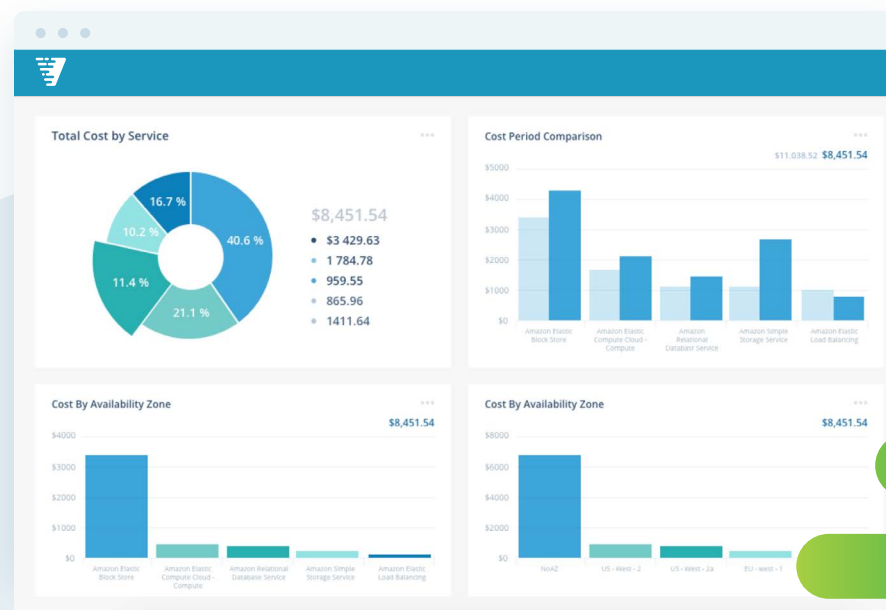 Total Cost by Service
16.7 %
40.6 %
10.2 %
11.4 %
21.1 %
$8,451.54
$3 429.63
1 784.78
959.55
865.96
1411.64
Cost Period Comparison
$11.038.52 $8,451.54
$5000
$4000
$3000
$2000
$1000
$0
Amazon Elastic
Block Store
Amazon Elastic
Compute Cloud -
Compute
Amazon
Relational
Databasr Service
Amazon Simple
Storage Service
Amazon Elastic
Load Balancing
Cost By Availability Zone
$8,451.54
$4000
$3000
$2000
$1000
$0
Amazon Elastic
Block Store
Amazon Elastic
Compute Cloud -
Compute
Amazon Relational
Database Service
Amazon Simple
Storage Service
Amazon Elastic
Load Balancing
Cost By Availability Zone
$8,451.54
$8000
$6000
$4000
$2000
$0
NoAZ
US - West - 2
US - West - 2a
EU - west - 1